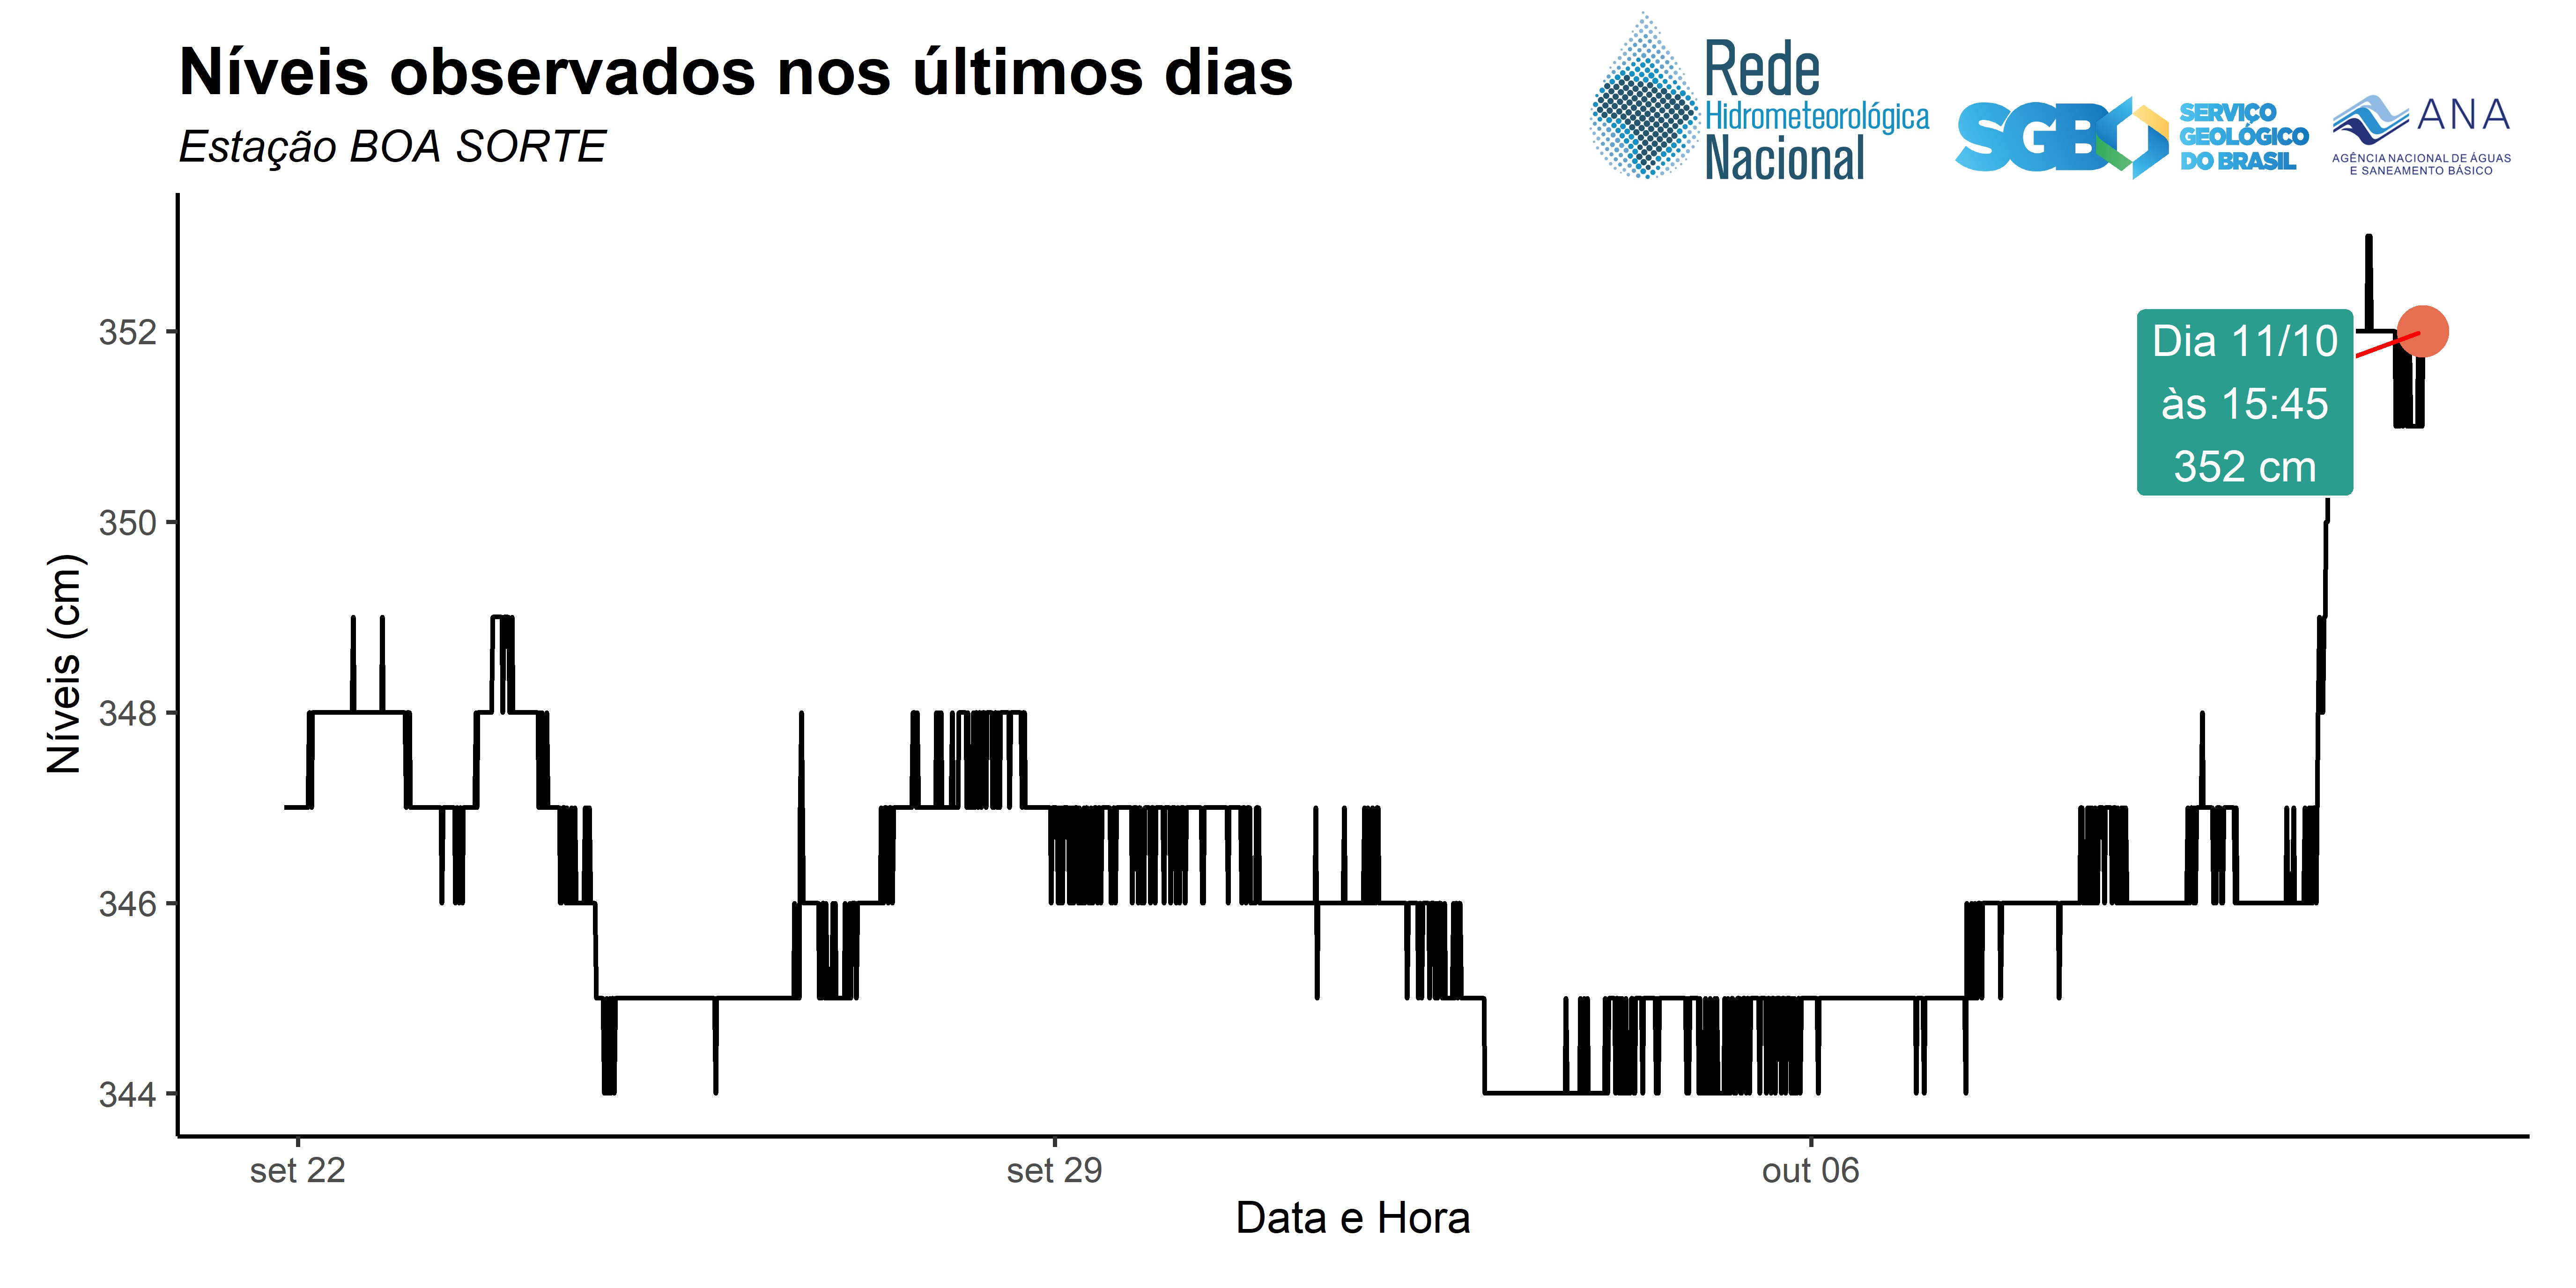 Níveis observados nos últimos dias
Estação BOA SORTE
Rede
Hidrometeorológica
Nacional
SGB
SERVIÇO
GEOLÓGICO
DO BRASIL
ANA
AGÊNCIA NACIONAL DE ÁGUAS
E SANEAMENTO BÁSICO
Níveis (cm)
352
350
348
346
344
Dia 11/10
às 15:45
352 cm
set 22
set 29
out 06
Data e Hora